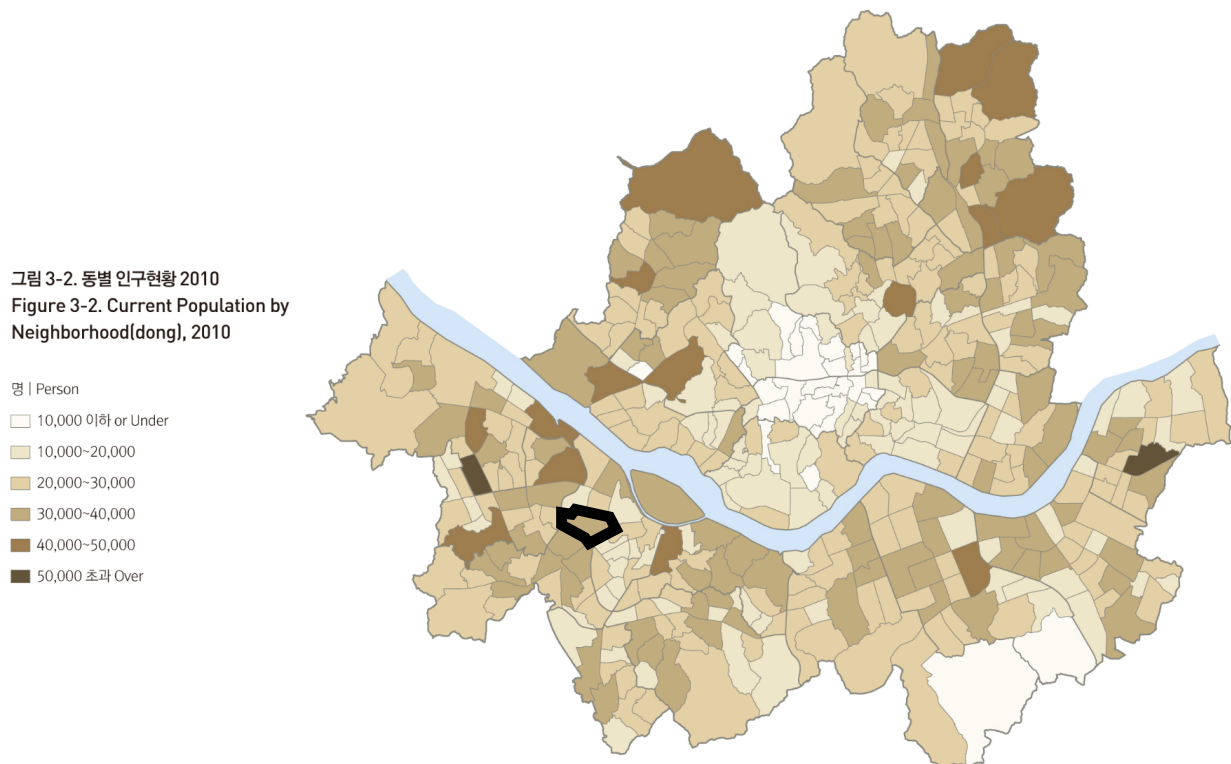 그림 3-2. 동별 인구현황 2010
Figure 3-2. Current Population by
Neighborhood(dong), 2010
명 | Person
10,000 이하 or Under
10,000~20,000
20,000~30,000
30,000~40,000
40,000~50,000
50,000 초과 Over